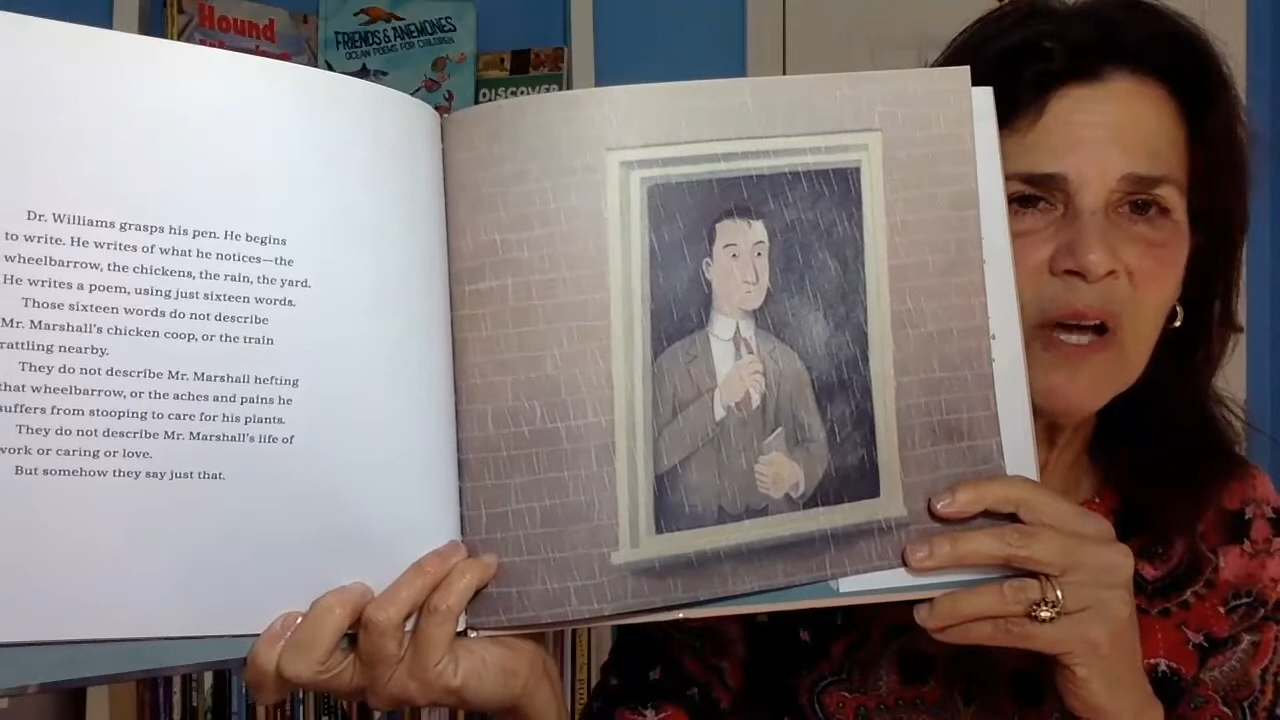 Hound
FRIENDS & ANEMONES
OCEAN POEMS FOR CHILDREN
DISCOVER
Dr. Williams grasps his pen. He begins
to write. He writes of what he notices—the
wheelbarrow, the chickens, the rain, the yard.
He writes a poem, using just sixteen words.
Those sixteen words do not describe
Mr. Marshall's chicken coop, or the train
rattling nearby.
They do not describe Mr. Marshall hefting
that wheelbarrow, or the aches and pains he
suffers from stooping to care for his plants.
They do not describe Mr. Marshall's life of
work or caring or love.
But somehow they say just that.